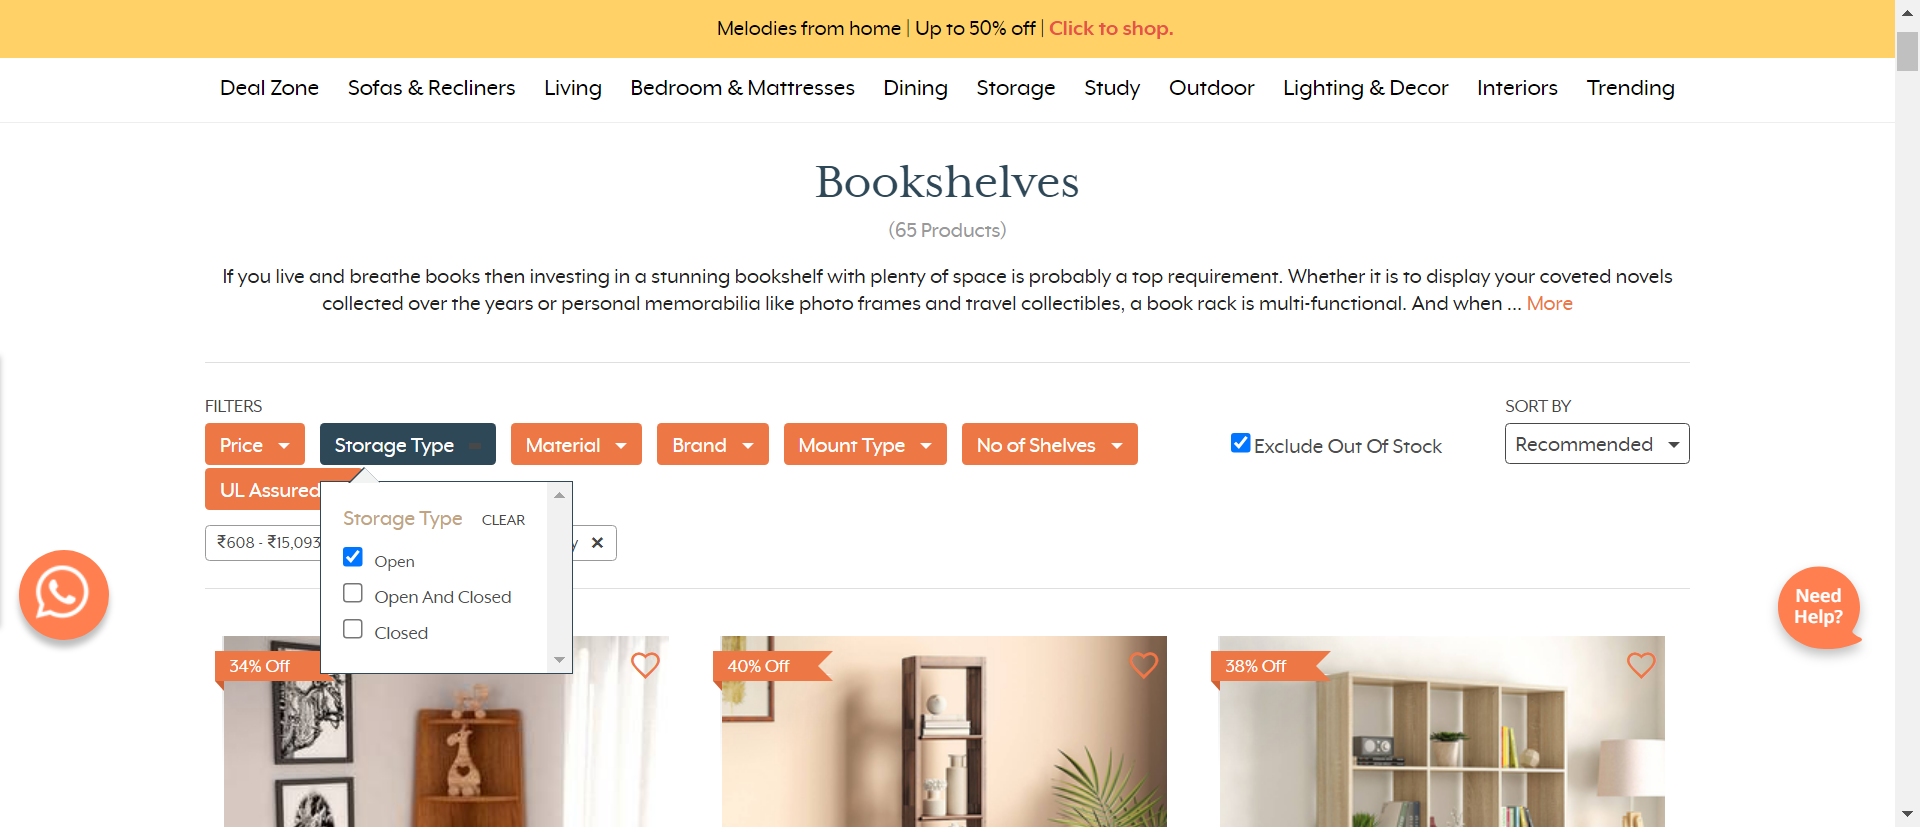 Melodies from home | Up to 50% off | Click to shop.
Deal Zone Sofas & Recliners Living Bedroom & Mattresses Dining Storage Study Outdoor Lighting & Decor Interiors Trending
Bookshelves
(65 Products)
If you live and breathe books then investing in a stunning bookshelf with plenty of space is probably a top requirement. Whether it is to display your coveted novels
collected over the years or personal memorabilia like photo frames and travel collectibles, a book rack is multi-functional. And when ... More
FILTERS
SORT BY
Price Storage Type Material Brand Mount Type No of Shelves Exclude Out Of Stock Recommended
UL Assured
Storage Type CLEAR
₹608 - ₹15,093
Open
Open And Closed
Closed
Need
Help?
34% Off 40% Off 38% Off